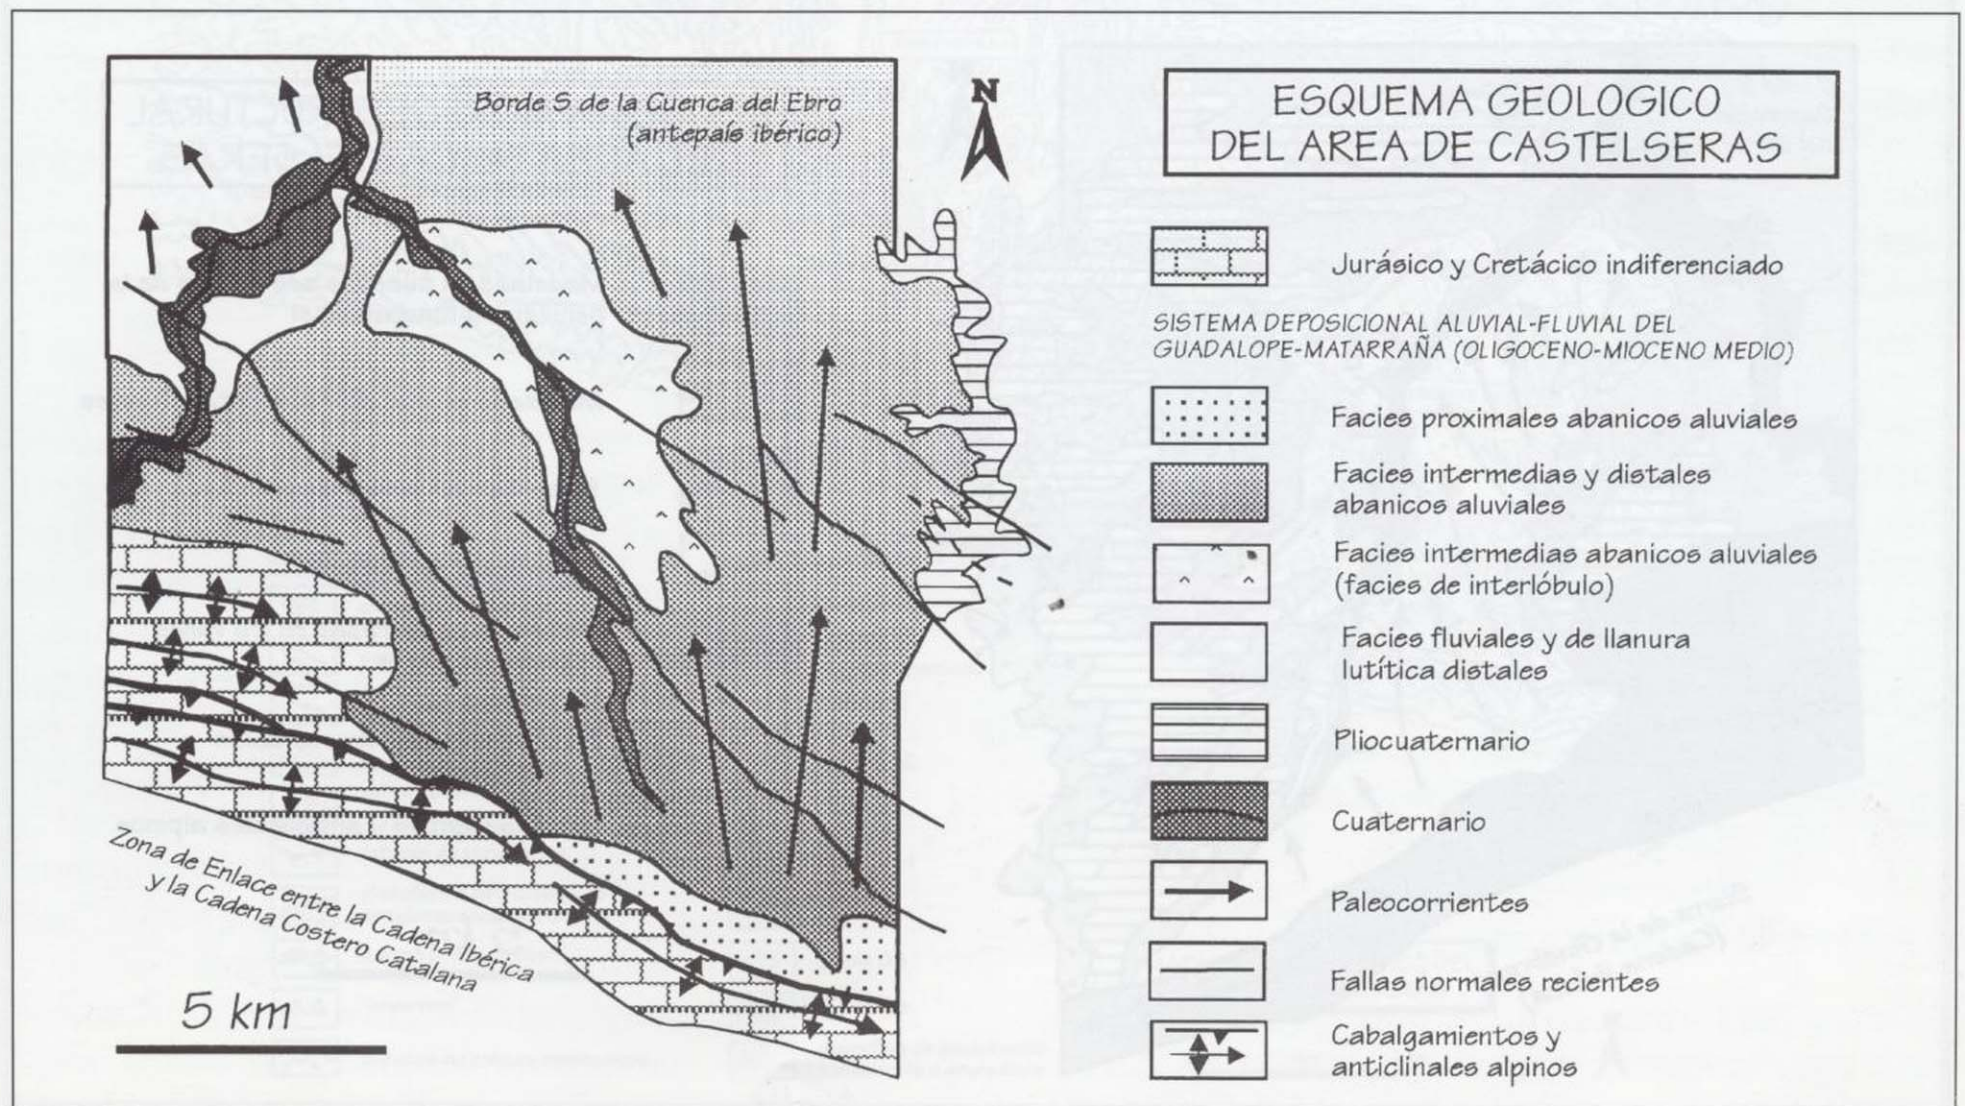 Borde S de la Cuenca del Ebro
(antepaís ibérico)
N
Zona de Enlace entre la Cadena Ibérica
y la Cadena Costero Catalana
5 km
ESQUEMA GEOLOGICO
DEL AREA DE CASTELSERAS
Jurásico y Cretácico indiferenciado
SISTEMA DEPOSICIONAL ALUVIAL-FLUVIAL DEL
GUADALOPE-MATARRAÑA (OLIGOCENO-MIOCENO MEDIO)
Facies proximales abanicos aluviales
Facies intermedias y distales
abanicos aluviales
Facies intermedias abanicos aluviales
(facies de interlóbulo)
Facies fluviales y de llanura
lutítica distales
Pliocuaternario
Cuaternario
Paleocorrientes
Fallas normales recientes
Cabalgamientos y
anticlinales alpinos